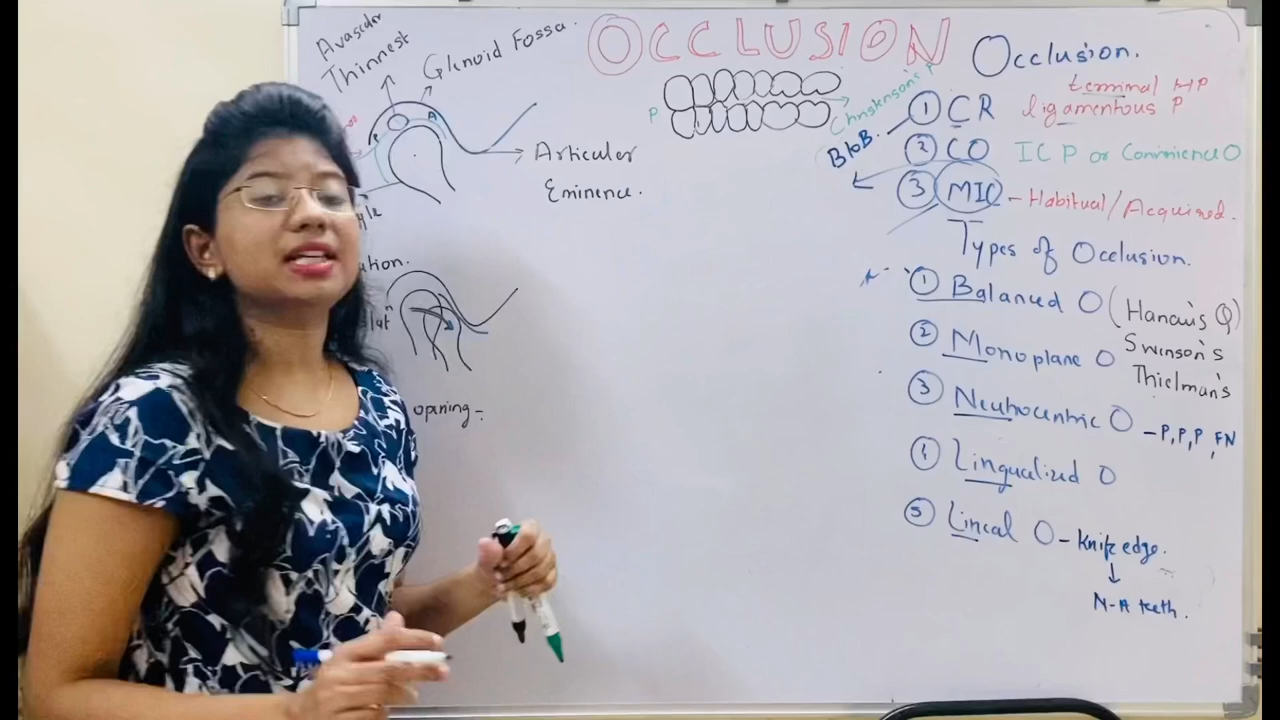 OCCLUSION
Avascular
Thinnest
Glenoid Fossa.
P
A
Articular
Eminence.
opening -
P
Christensen's P
Occlusion.
terminal HP
① CR ligamentous P
BloB.
② CO ICP or Convinience O
③ MIC - Habitual/Acquired.
Types of Occlusion.
① Balanced O (Hanau's Q)
Swenson's
Thielman's
② Monoplane O
③ Neutrocentric O - P, P, P, FN
④ Lingualized O
⑤ Lineal O - Knife edge.
↓
N-A teeth.